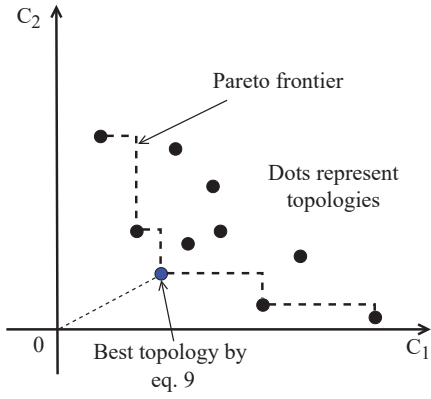 C2
Pareto frontier
Dots represent
topologies
0
C1
Best topology by
eq. 9